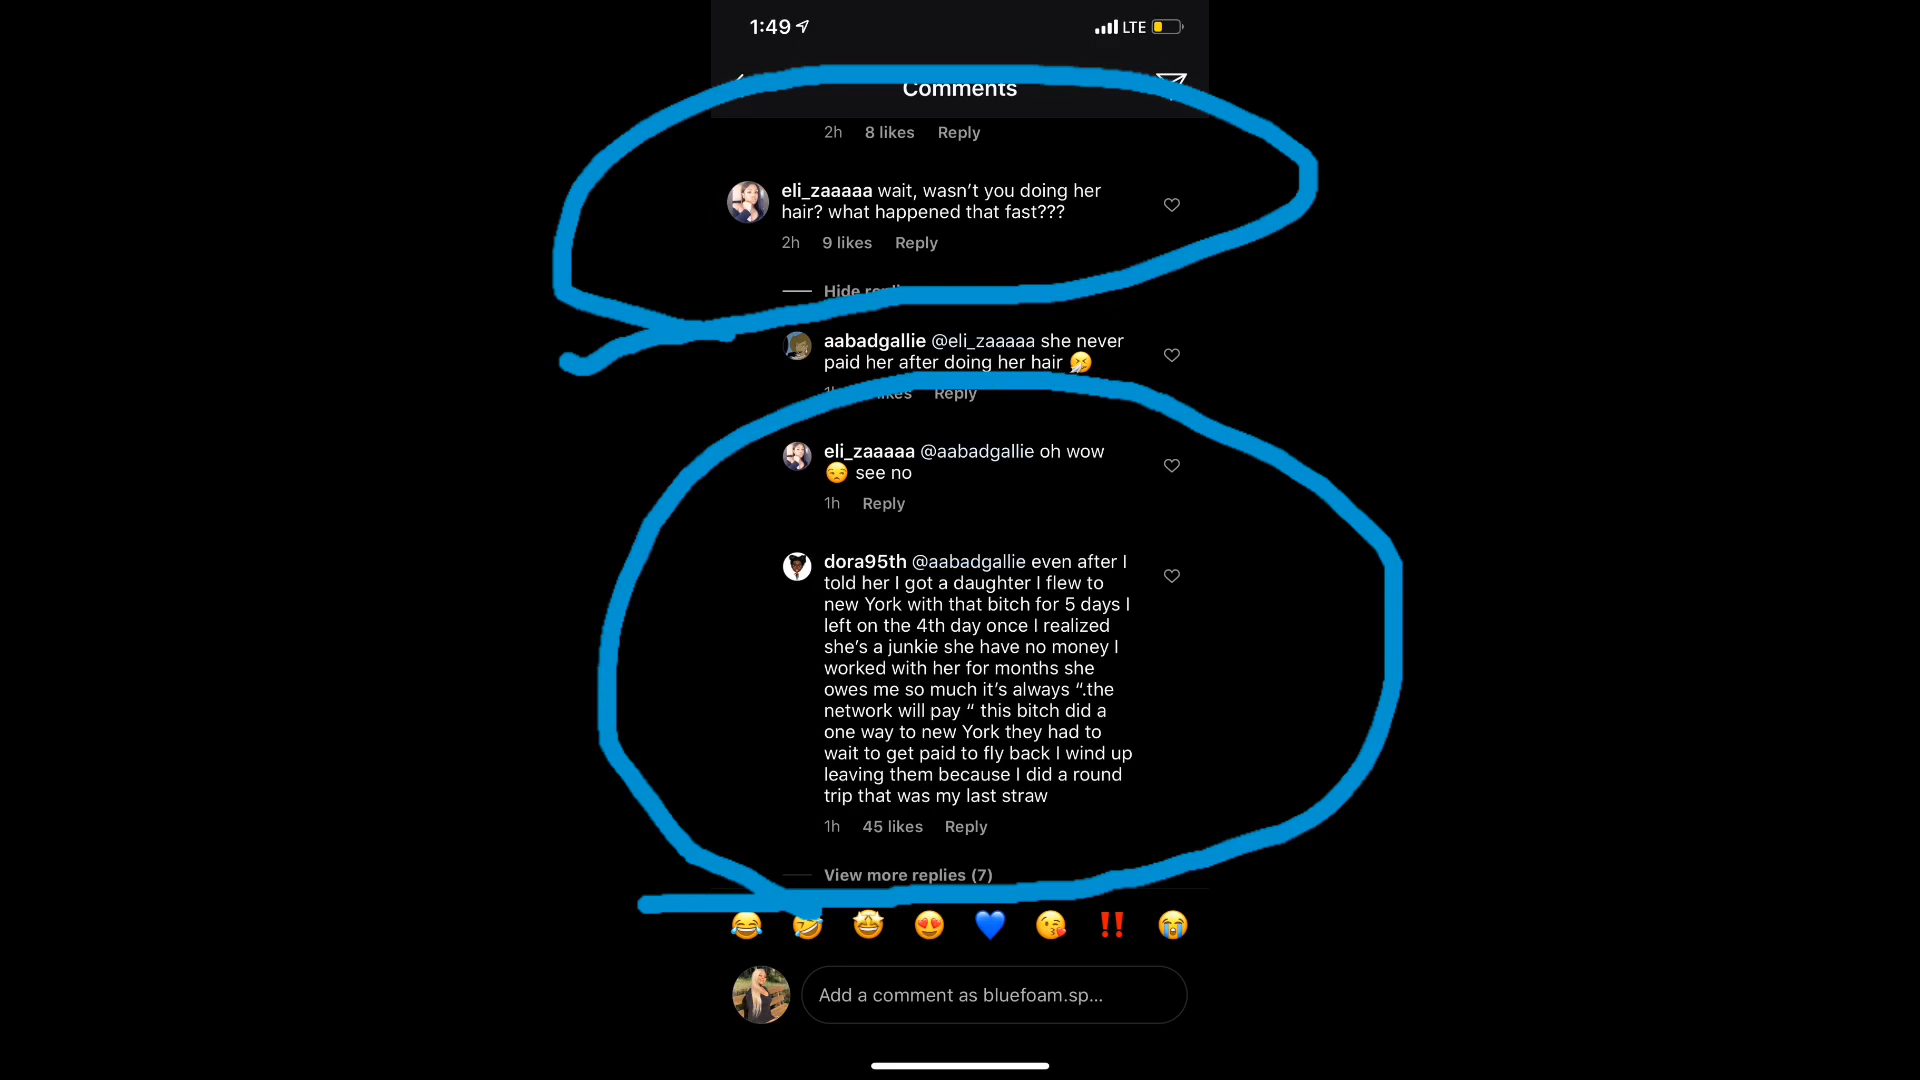 1:49 LTE
Comments
2h 8 likes Reply
eli_zaaaaa wait, wasn’t you doing her
hair? what happened that fast???
2h 9 likes Reply
Hide
aabadgallie @eli_zaaaaa she never
paid her after doing her hair 🤧
Reply
eli_zaaaaa @aabadgallie oh wow
😒 see no
1h Reply
dora95th @aabadgallie even after I
told her I got a daughter I flew to
new York with that bitch for 5 days I
left on the 4th day once I realized
she’s a junkie she have no money I
worked with her for months she
owes me so much it’s always “.the
network will pay “ this bitch did a
one way to new York they had to
wait to get paid to fly back I wind up
leaving them because I did a round
trip that was my last straw
1h 45 likes Reply
View more replies (7)
😂 🤣 🤩 😍 💙 😘 ‼️ 😭
Add a comment as bluefoam.sp...